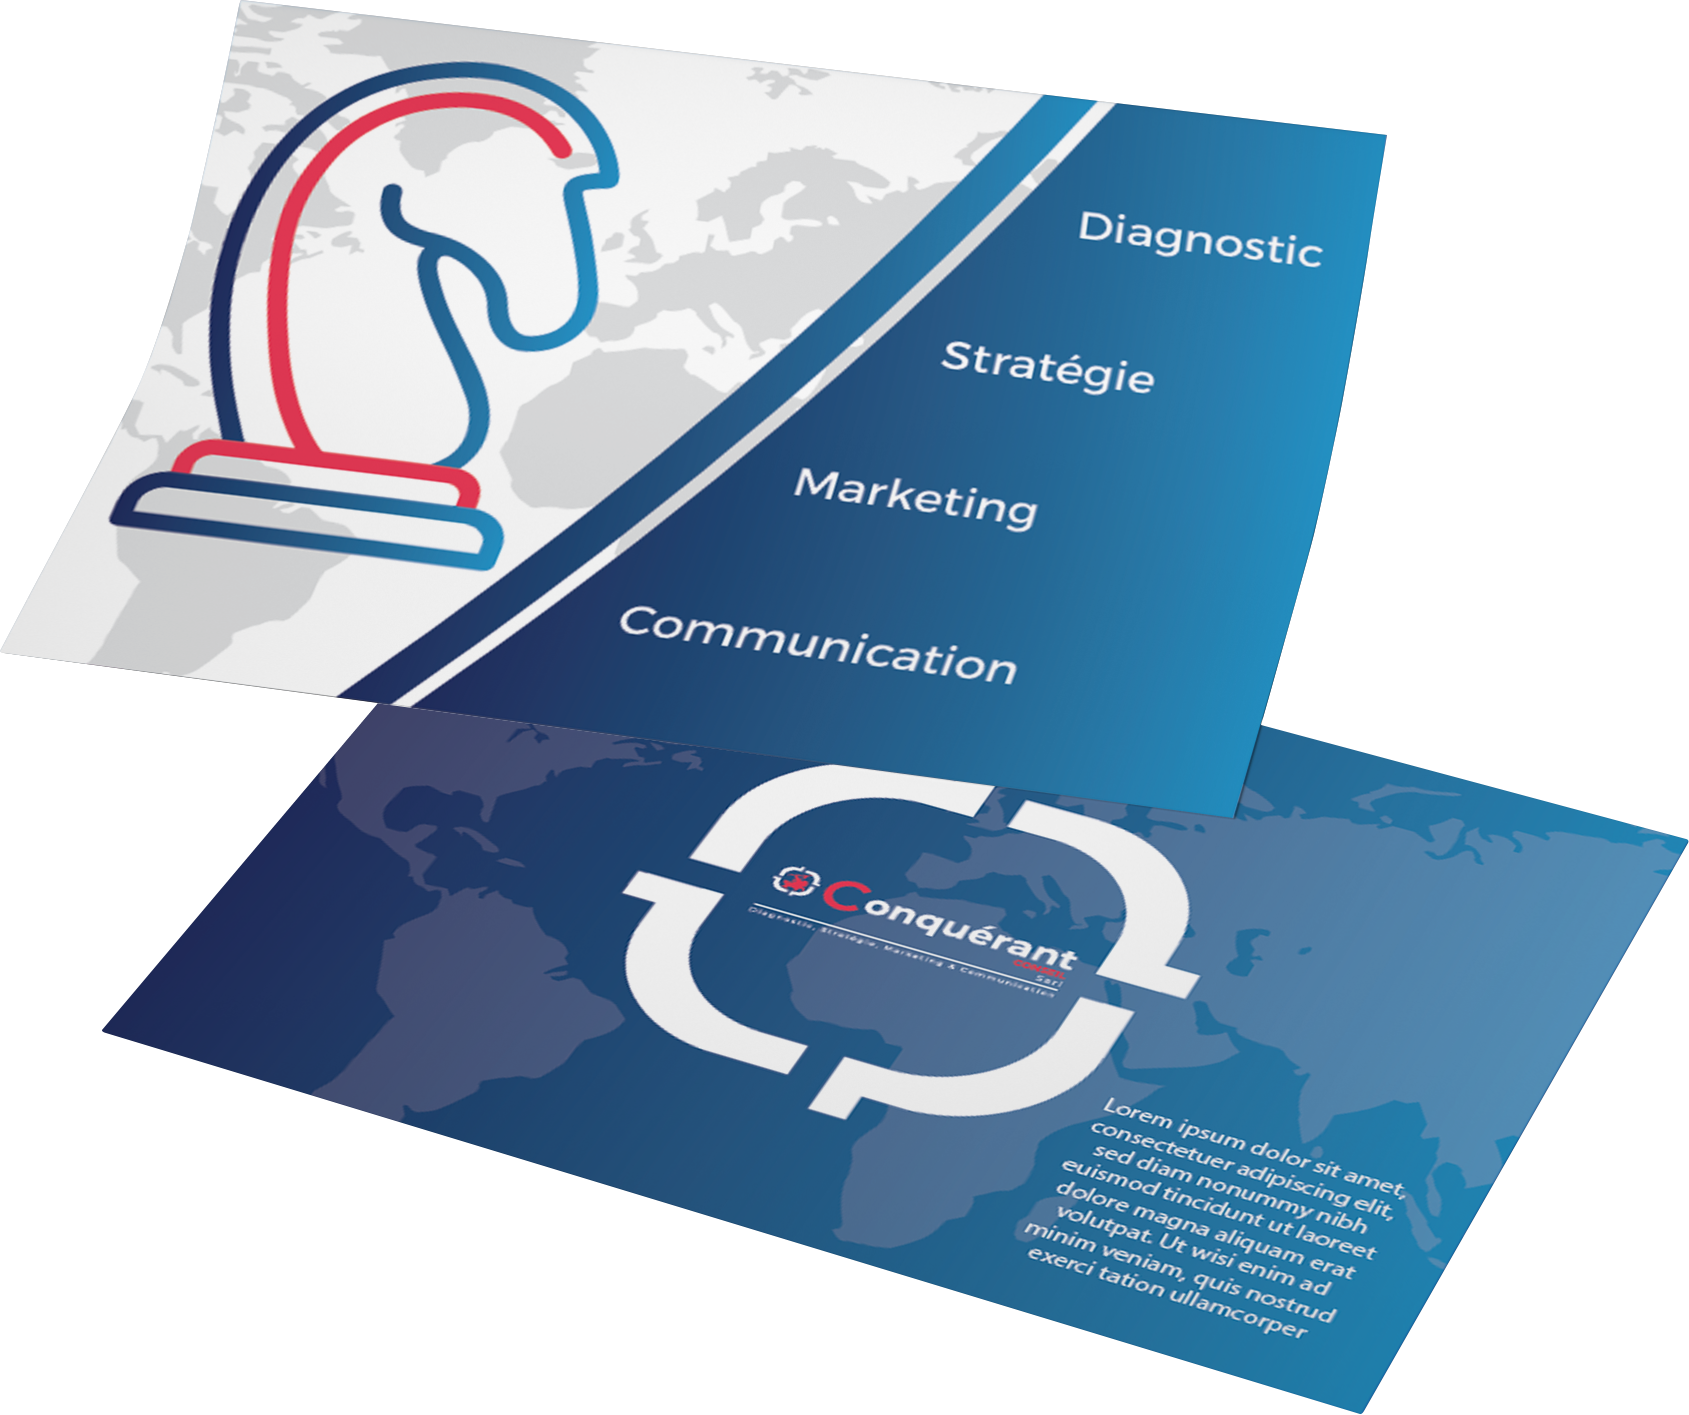 Diagnostic
Stratégie
Marketing
Communication
Conquérant
CONSEIL
Sarl
Diagnostic, Stratégie, Marketing & Communication
Lorem ipsum dolor sit amet,
consectetuer adipiscing elit,
sed diam nonummy nibh
euismod tincidunt ut laoreet
dolore magna aliquam erat
volutpat. Ut wisi enim ad
minim veniam, quis nostrud
exerci tation ullamcorper